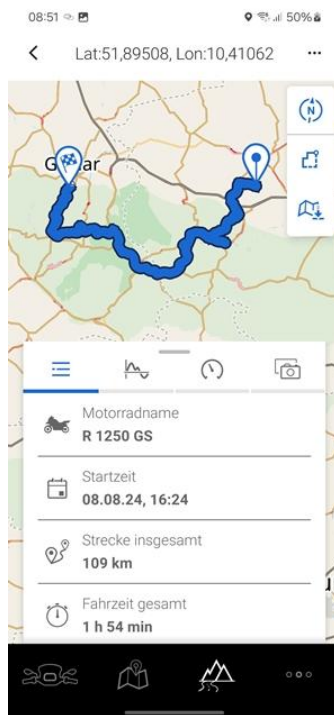 08:51
50%
Lat:51,89508, Lon:10,41062
N
Motorradname
R 1250 GS
Startzeit
08.08.24, 16:24
Strecke insgesamt
109 km
Fahrzeit gesamt
1 h 54 min